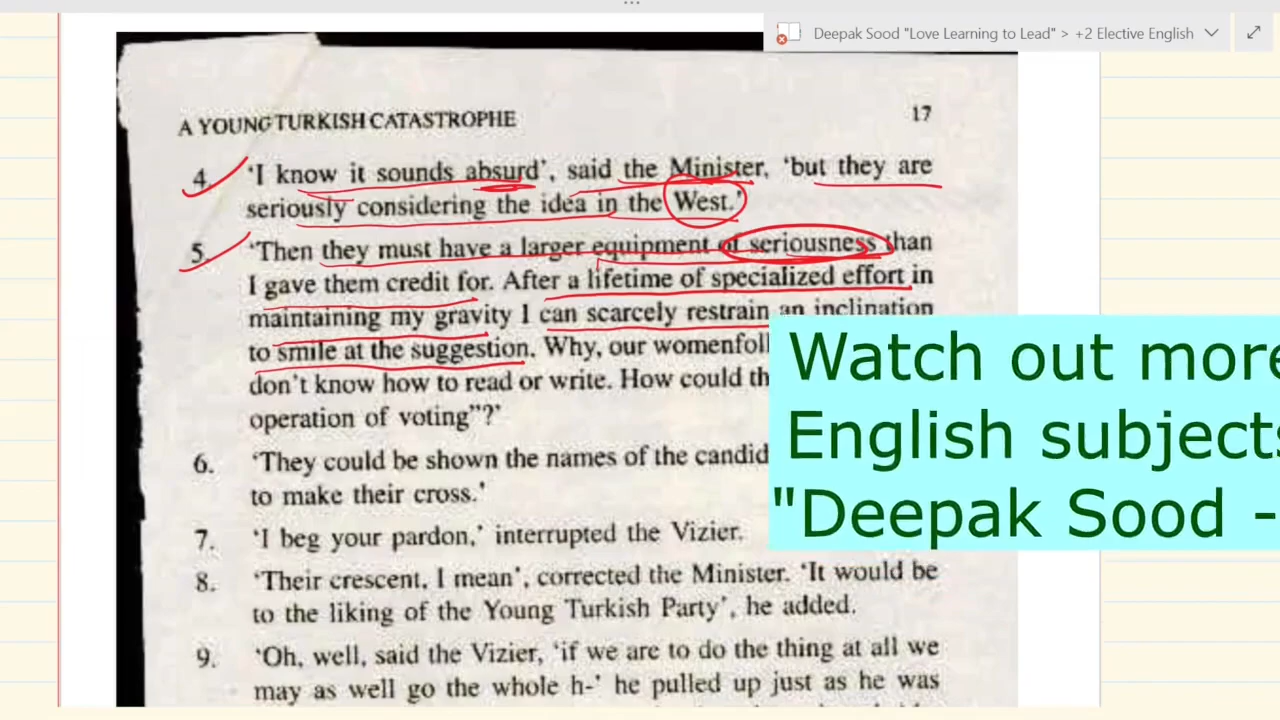 Deepak Sood "Love Learning to Lead" > +2 Elective English
A YOUNG TURKISH CATASTROPHE 17
4. ‘I know it sounds absurd’, said the Minister, ‘but they are
seriously considering the idea in the West.’
5. ‘Then they must have a larger equipment of seriousness than
I gave them credit for. After a lifetime of specialized effort in
maintaining my gravity I can scarcely restrain an inclination
to smile at the suggestion. Why, our womenfol
don’t know how to read or write. How could th
operation of voting”?’
6. ‘They could be shown the names of the candid
to make their cross.’
7. ‘I beg your pardon,’ interrupted the Vizier.
8. ‘Their crescent, I mean’, corrected the Minister. ‘It would be
to the liking of the Young Turkish Party’, he added.
9. ‘Oh, well, said the Vizier, ‘if we are to do the thing at all we
may as well go the whole h-’ he pulled up just as he was
Watch out more
English subjects
"Deepak Sood -